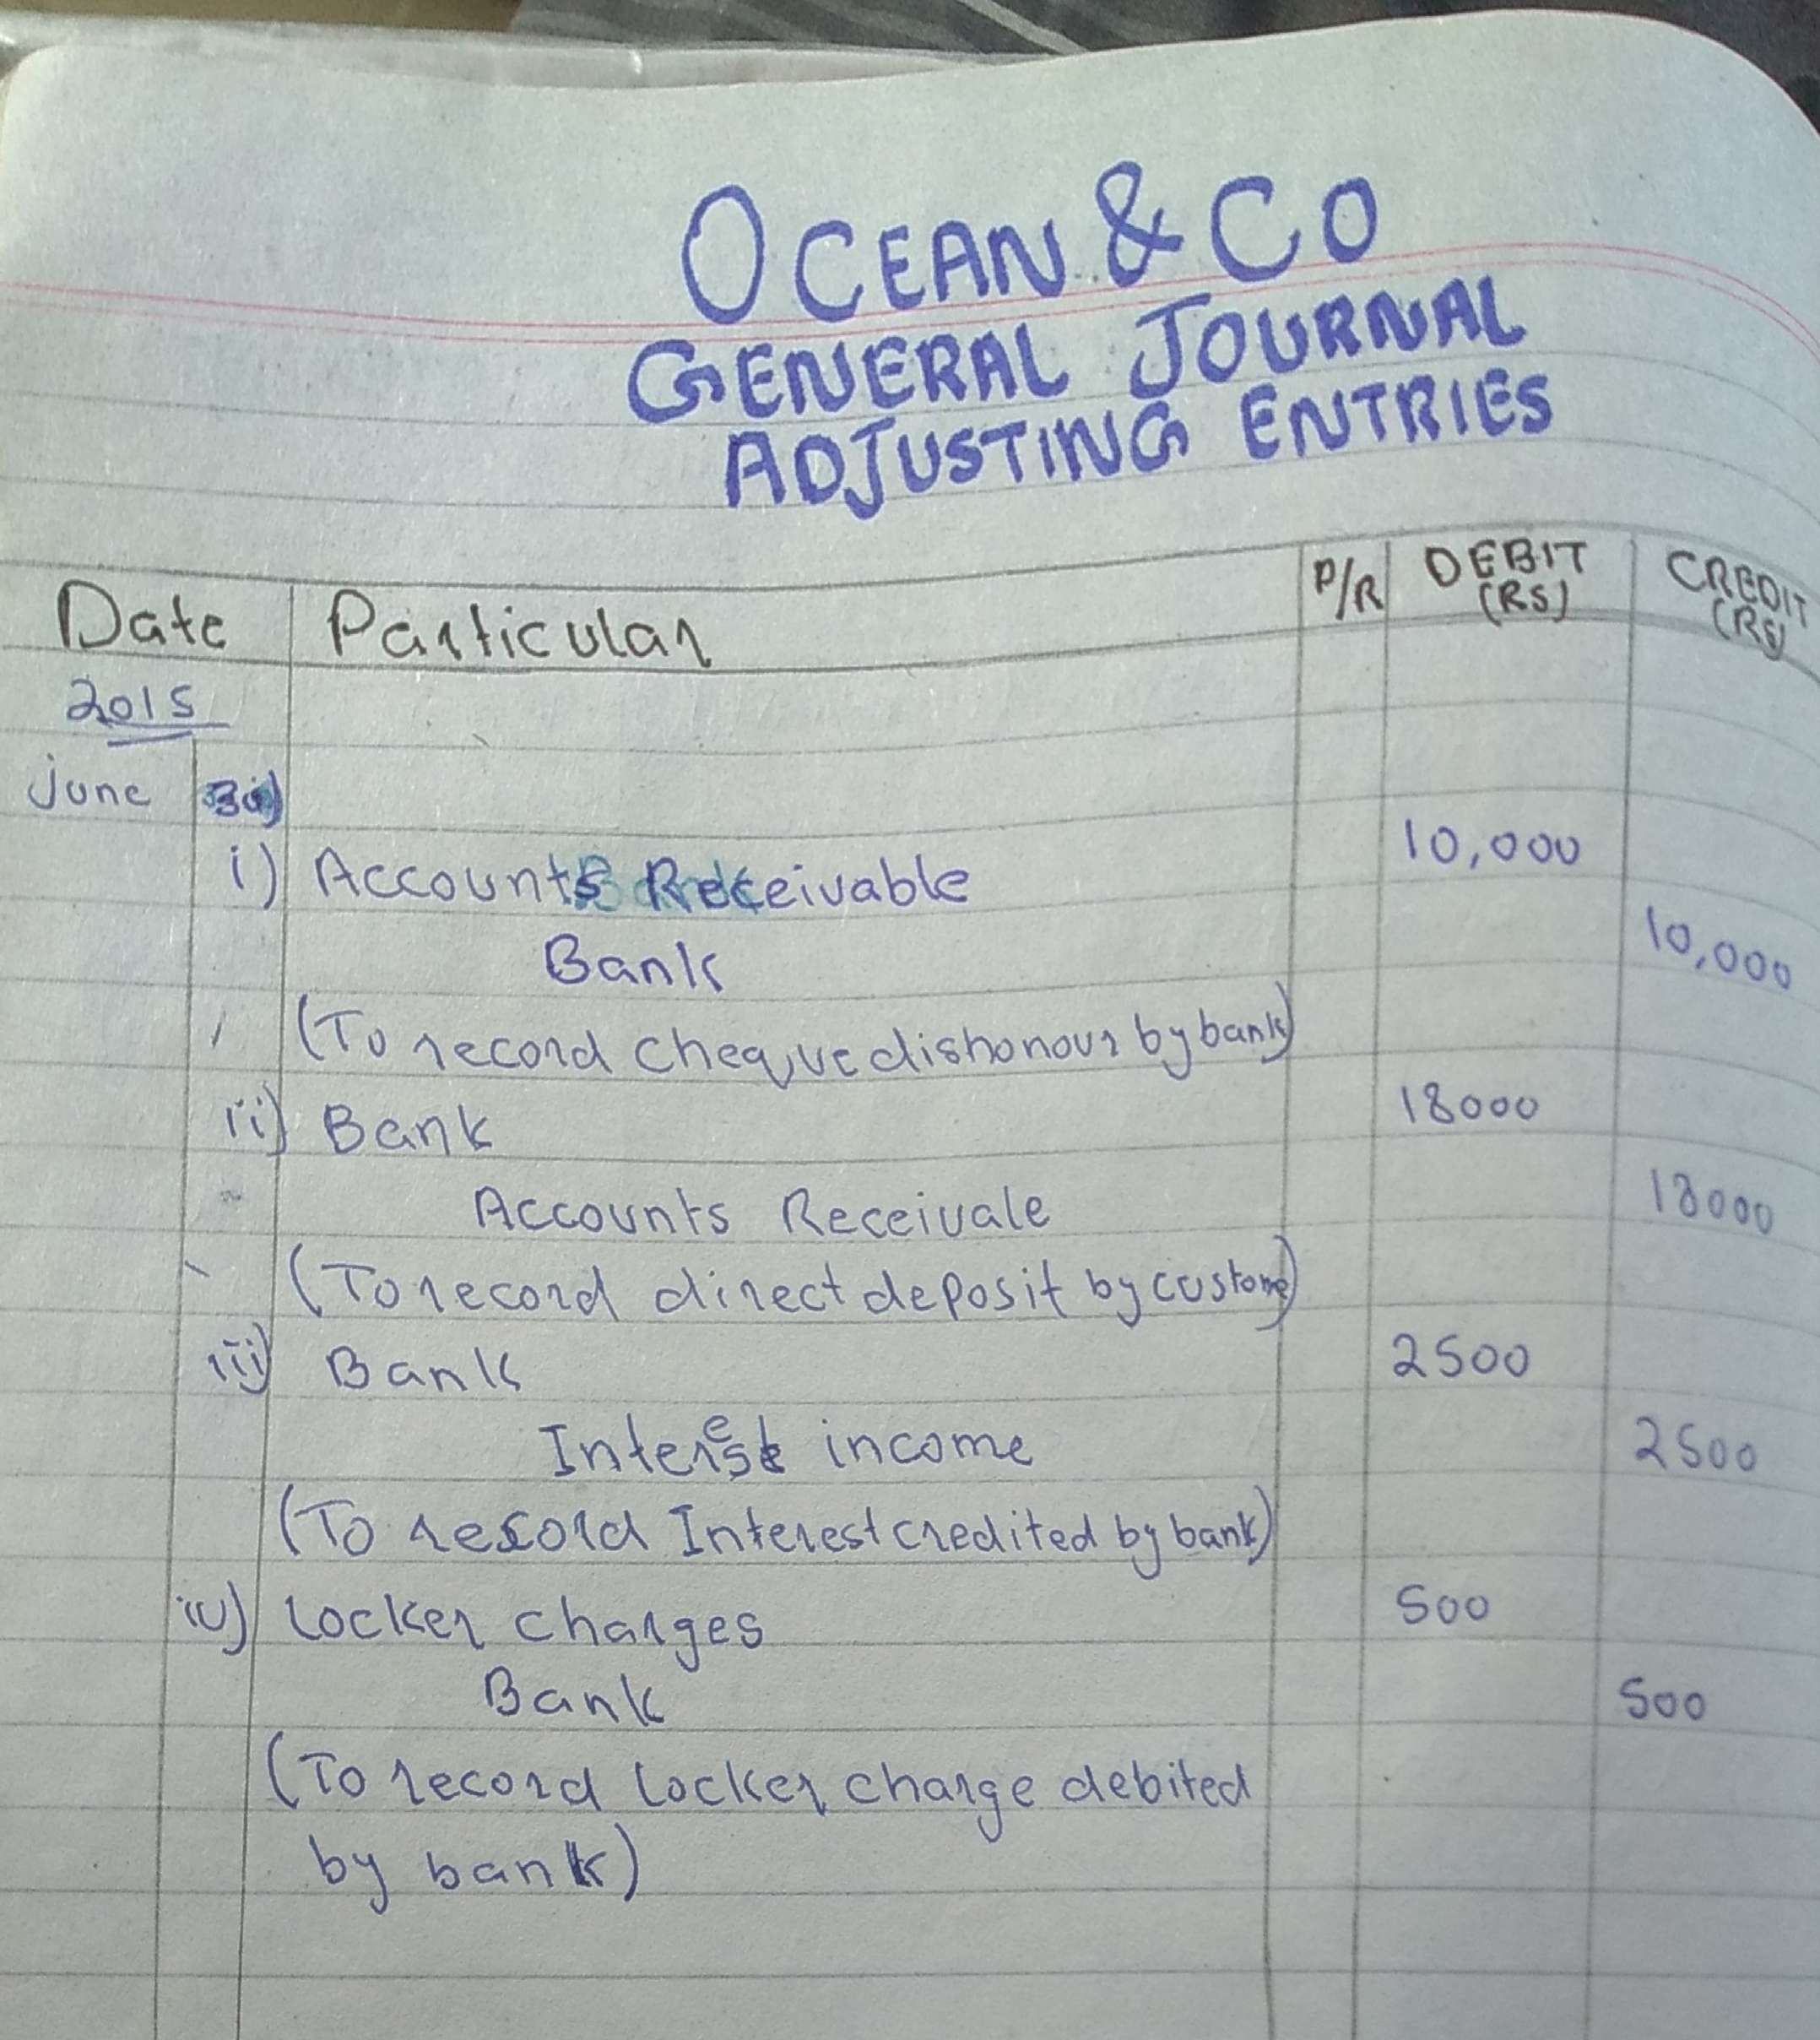 OCEAN & CO
GENERAL JOURNAL
ADJUSTING ENTRIES
Date Particular P/R DEBIT (RS) CREDIT (RS)
2015
June
i) Accounts Receivable 10,000
Bank 10,000
(To record cheque dishonour by bank)
ii) Bank 18000
Accounts Receivale 18000
(To record direct deposit by custome)
iii) Bank 2500
Interest income 2500
(To record Interest credited by bank)
iv) Locker charges 500
Bank 500
(To record Locker charge debited
by bank)